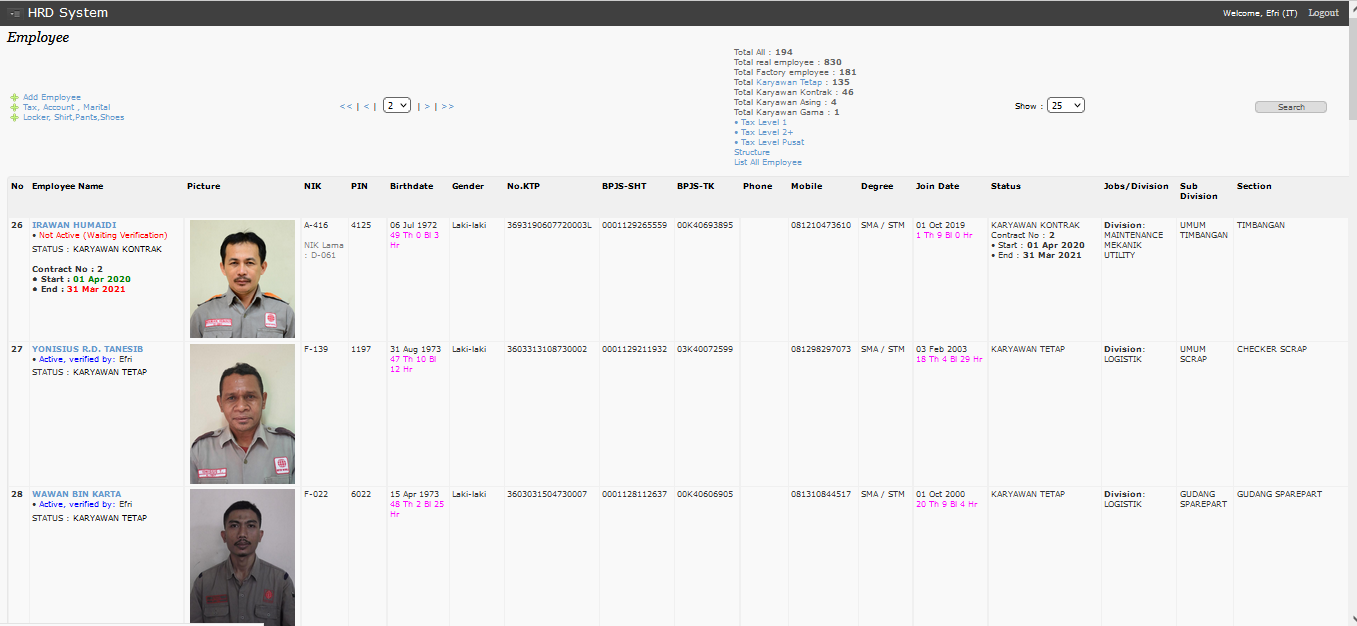 HRD System
Welcome, Efri (IT) Logout
Employee
Add Employee
Tax, Account , Marital
Locker, Shirt,Pants,Shoes
<< | < | 2 | > | >>
Total All : 194
Total real employee : 830
Total Factory employee : 181
Total Karyawan Tetap : 135
Total Karyawan Kontrak : 46
Total Karyawan Asing : 4
Total Karyawan Gama : 1
• Tax Level 1
• Tax Level 2+
• Tax Level Pusat
Structure
List All Employee
Show : 25
Search
No Employee Name Picture NIK PIN Birthdate Gender No.KTP BPJS-SHT BPJS-TK Phone Mobile Degree Join Date Status Jobs/Division Sub Division Section
26 IRAWAN HUMAIDI
• Not Active (Waiting Verification)
STATUS : KARYAWAN KONTRAK
Contract No : 2
• Start : 01 Apr 2020
• End : 31 Mar 2021
A-416
NIK Lama
: D-061
4125
06 Jul 1972
49 Th 0 Bl 3
Hr
Laki-laki
3693190607720003L
0001129265559
00K40693895
081210473610
SMA / STM
01 Oct 2019
1 Th 9 Bl 0 Hr
KARYAWAN KONTRAK
Contract No : 2
• Start : 01 Apr 2020
• End : 31 Mar 2021
Division:
MAINTENANCE
MEKANIK
UTILITY
UMUM
TIMBANGAN
TIMBANGAN
27 YONISIUS R.D. TANESIB
• Active, verified by: Efri
STATUS : KARYAWAN TETAP
F-139
1197
31 Aug 1973
47 Th 10 Bl
12 Hr
Laki-laki
3603313108730002
0001129211932
03K40072599
081298297073
SMA / STM
03 Feb 2003
18 Th 4 Bl 29 Hr
KARYAWAN TETAP
Division:
LOGISTIK
UMUM
SCRAP
CHECKER SCRAP
28 WAWAN BIN KARTA
• Active, verified by: Efri
STATUS : KARYAWAN TETAP
F-022
6022
15 Apr 1973
48 Th 2 Bl 25
Hr
Laki-laki
3603031504730007
0001128112637
00K40606905
081310844517
SMA / STM
01 Oct 2000
20 Th 9 Bl 4 Hr
KARYAWAN TETAP
Division:
LOGISTIK
GUDANG
SPAREPART
GUDANG SPAREPART